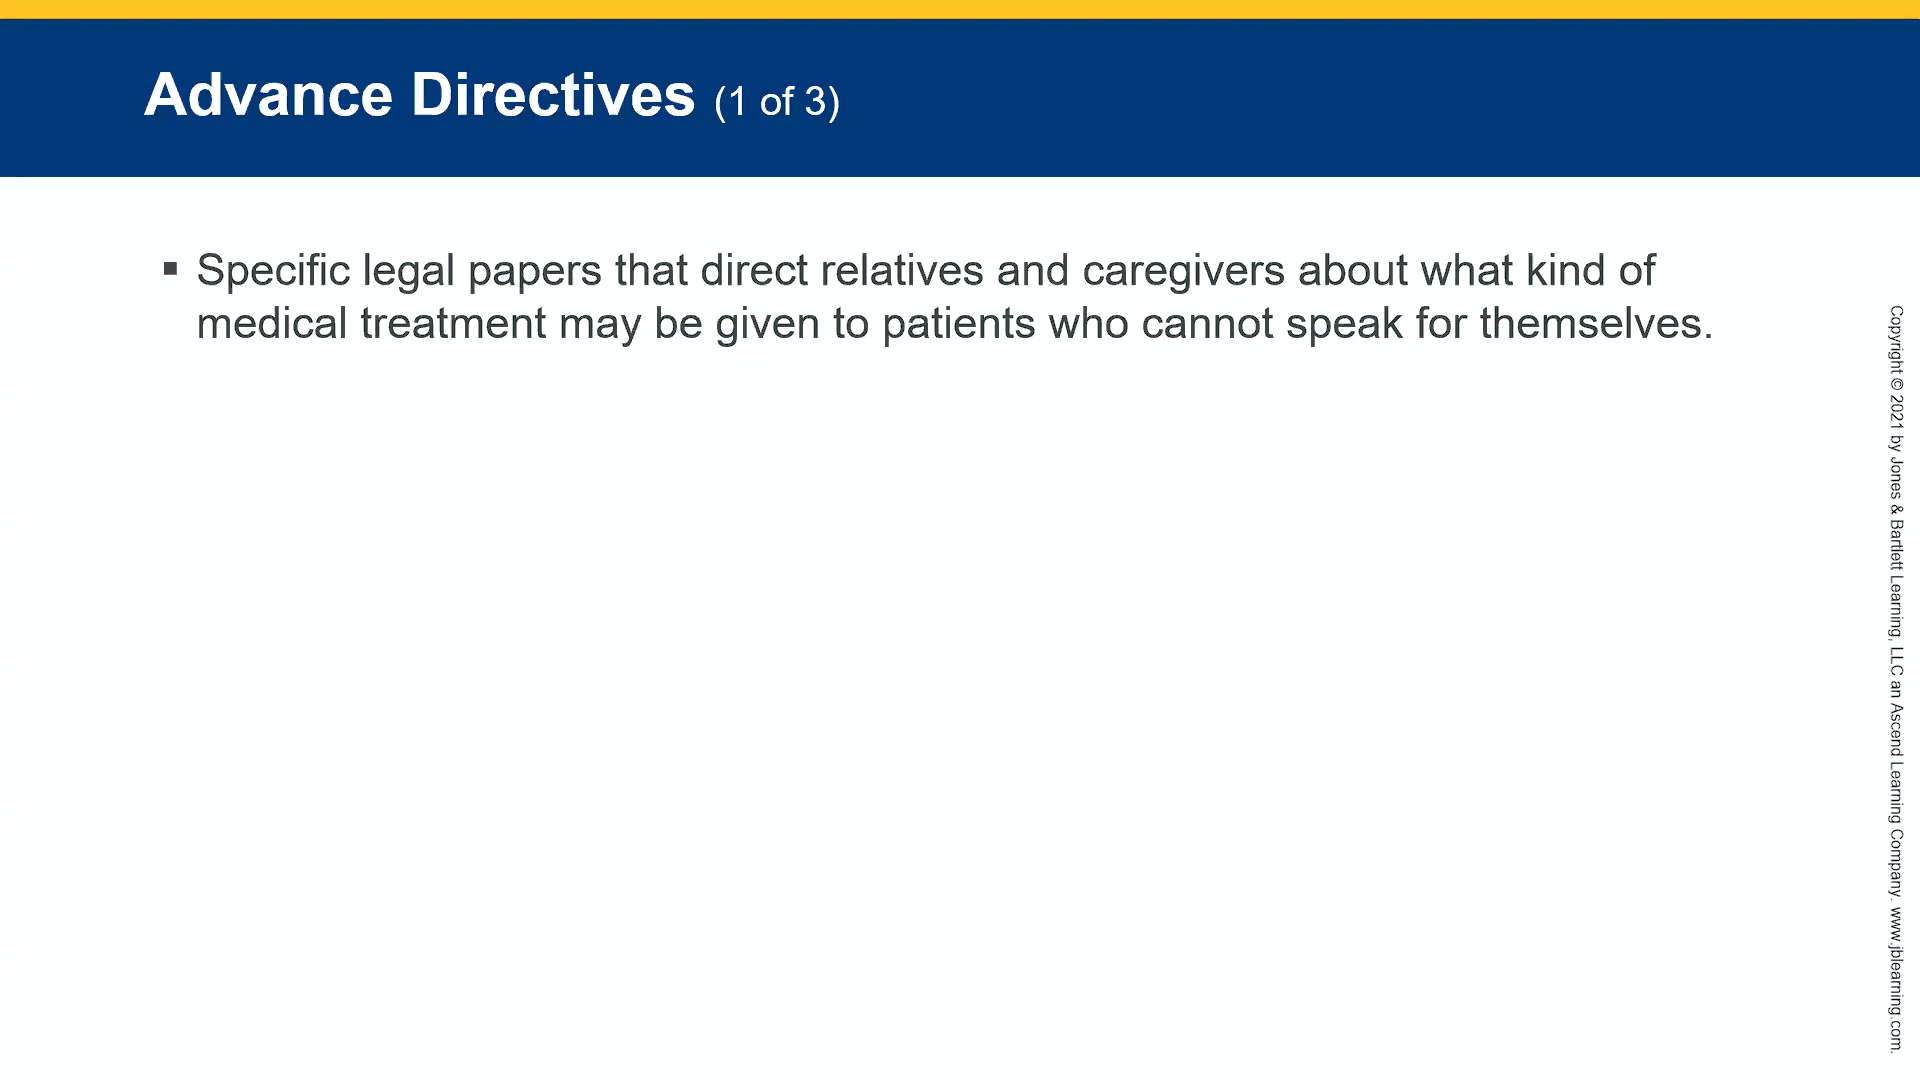 Advance Directives (1 of 3)
▪ Specific legal papers that direct relatives and caregivers about what kind of
medical treatment may be given to patients who cannot speak for themselves.
Copyright © 2021 by Jones & Bartlett Learning, LLC an Ascend Learning Company. www.jblearning.com.